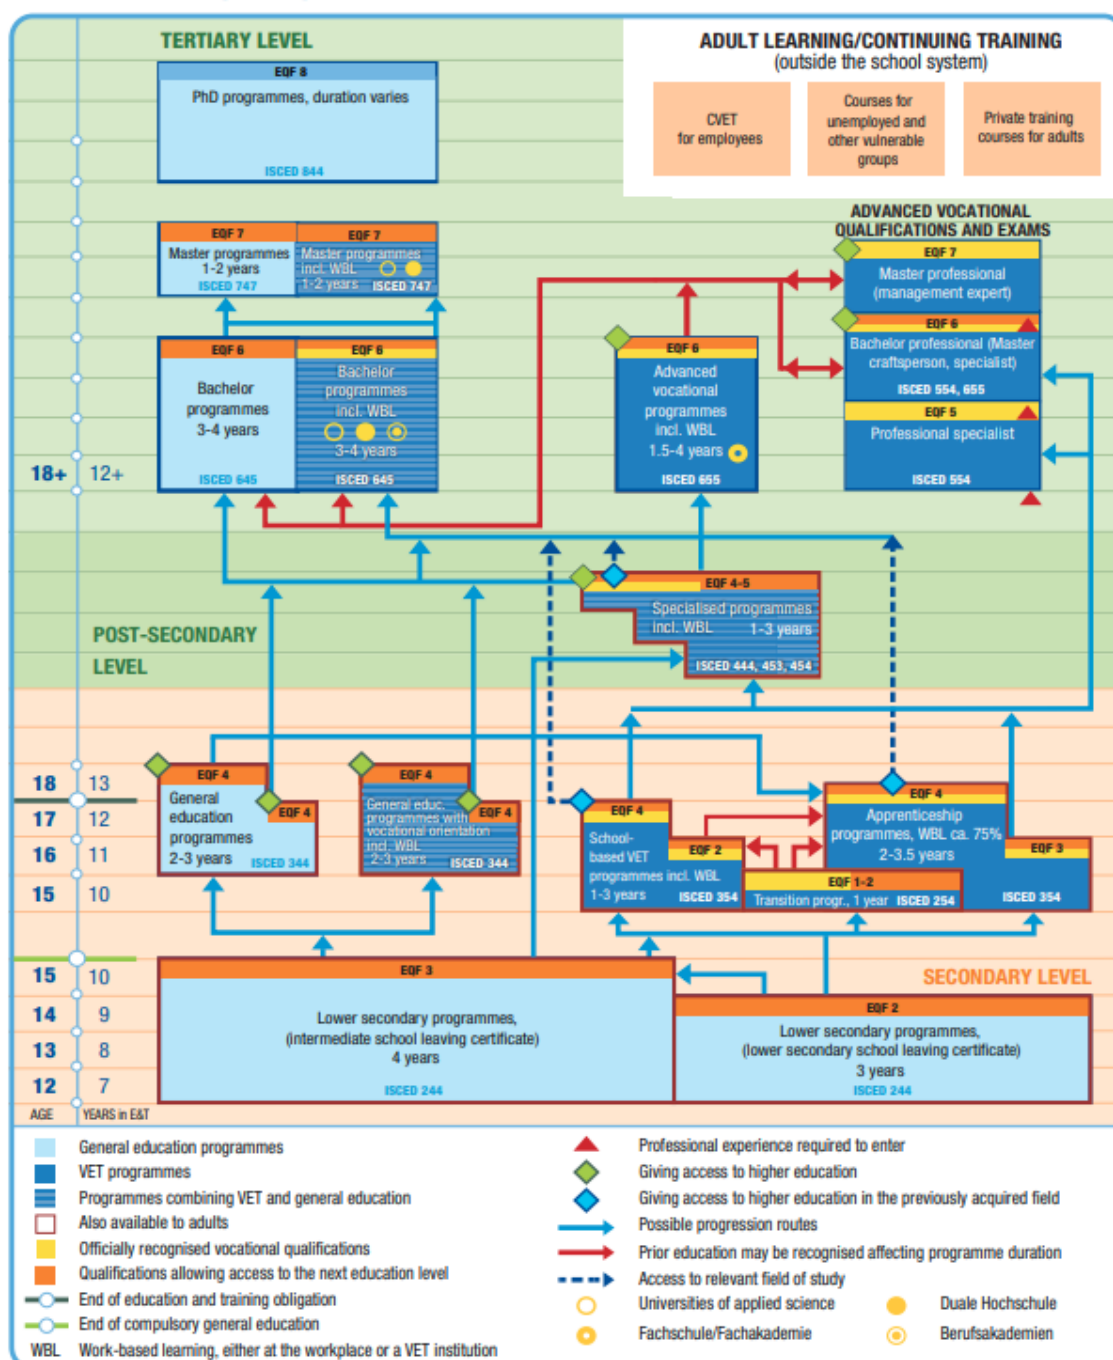 TERTIARY LEVEL
EQF 8
PhD programmes, duration varies
ISCED 844
ADULT LEARNING/CONTINUING TRAINING
(outside the school system)
CVET
for employees
Courses for
unemployed and
other vulnerable
groups
Private training
courses for adults
EQF 7
Master programmes
1-2 years
ISCED 747
EQF 7
Master programmes
incl. WBL
1-2 years
ISCED 747
ADVANCED VOCATIONAL
QUALIFICATIONS AND EXAMS
EQF 7
Master professional
(management expert)
EQF 6
Bachelor professional (Master
craftsperson, specialist)
ISCED 554, 655
EQF 5
Professional specialist
ISCED 554
EQF 6
Bachelor
programmes
3-4 years
ISCED 645
EQF 6
Bachelor
programmes
incl. WBL
3-4 years
ISCED 645
EQF 6
Advanced
vocational
programmes
incl. WBL
1.5-4 years
ISCED 655
18+ 12+
EQF 4-5
Specialised programmes
incl. WBL 1-3 years
ISCED 444, 453, 454
POST-SECONDARY
LEVEL
EQF 4
EQF 4
General
education
programmes
2-3 years
ISCED 344
EQF 4
EQF 4
General educ.
programmes with
vocational orientation
incl. WBL
2-3 years
ISCED 344
EQF 4
EQF 2
School-
based VET
programmes incl. WBL
1-3 years
ISCED 354
EQF 4
Apprenticeship
programmes, WBL ca. 75%
2-3.5 years
EQF 3
ISCED 354
EQF 1-2
Transition progr., 1 year ISCED 254
18 13
17 12
16 11
15 10
SECONDARY LEVEL
EQF 3
Lower secondary programmes,
(intermediate school leaving certificate)
4 years
ISCED 244
EQF 2
Lower secondary programmes,
(lower secondary school leaving certificate)
3 years
ISCED 244
15 10
14 9
13 8
12 7
AGE YEARS in E&T
General education programmes
VET programmes
Programmes combining VET and general education
Also available to adults
Officially recognised vocational qualifications
Qualifications allowing access to the next education level
End of education and training obligation
End of compulsory general education
WBL Work-based learning, either at the workplace or a VET institution
Professional experience required to enter
Giving access to higher education
Giving access to higher education in the previously acquired field
Possible progression routes
Prior education may be recognised affecting programme duration
Access to relevant field of study
Universities of applied science
Duale Hochschule
Fachschule/Fachakademie
Berufsakademien